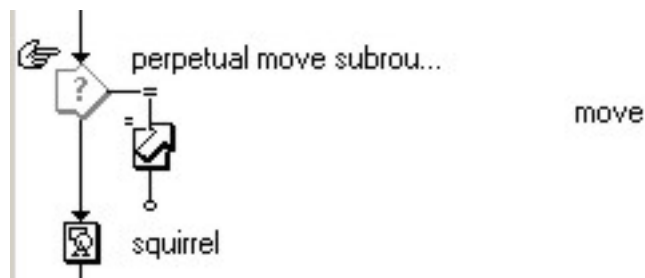 perpetual move subrou...
?
=
=
move
squirrel